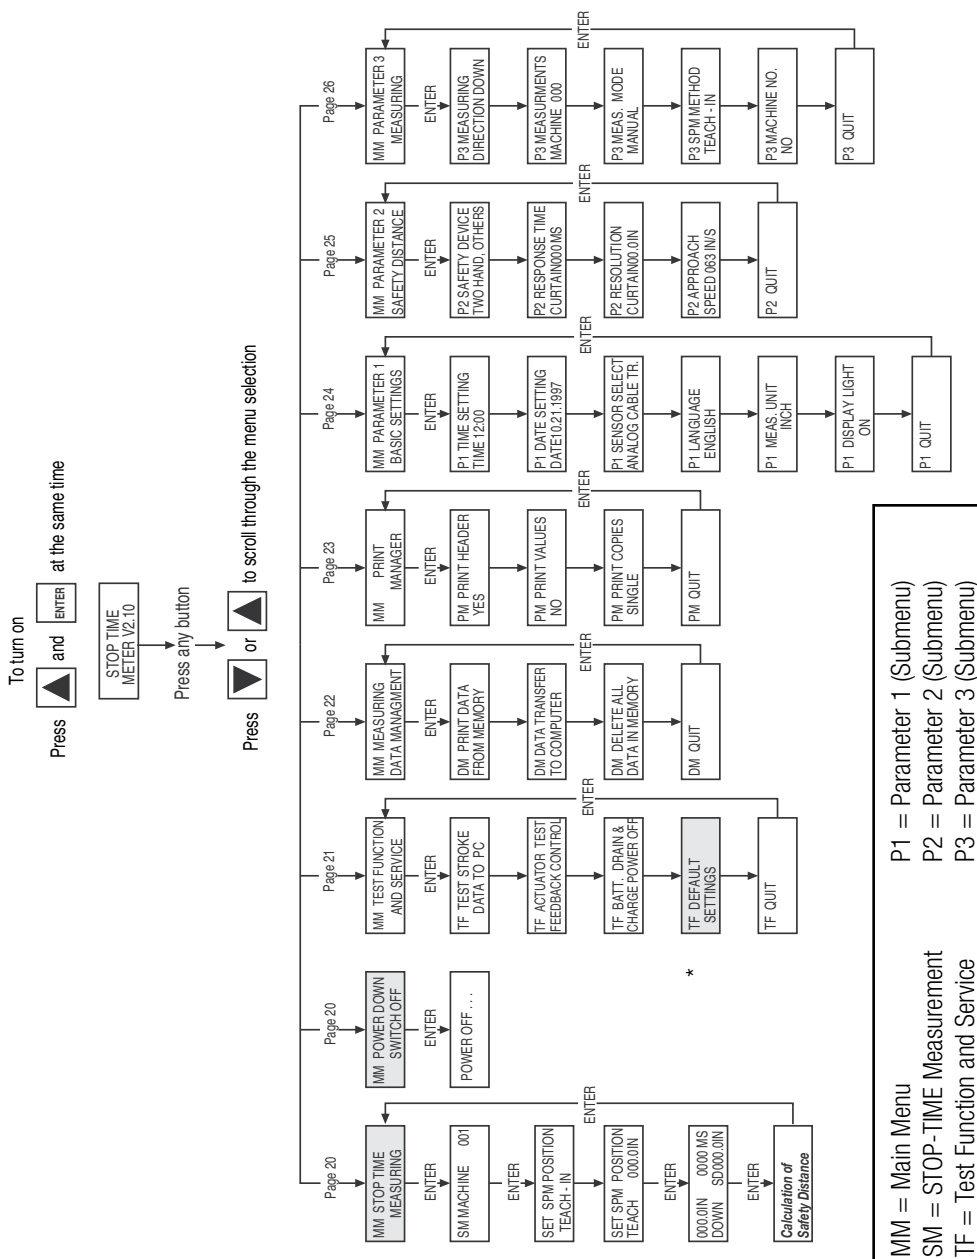 To turn on
Press
and
ENTER
at the same time
STOP TIME
METER V2.10
Press any button
Press
or
to scroll through the menu selection
Page 20
MM STOP TIME
MEASURING
ENTER
SM MACHINE 001
ENTER
SET SPM POSITION
TEACH - IN
SET SPM POSITION
TEACH 000.0IN
ENTER
000.0IN 0000 MS
DOWN SD000.0IN
ENTER
Calculation of
Safety Distance
ENTER
Page 20
MM POWER DOWN
SWITCH OFF
ENTER
POWER OFF . . .
Page 21
MM TEST FUNCTION
AND SERVICE
ENTER
TF TEST STROKE
DATA TO PC
TF ACTUATOR TEST
FEEDBACK CONTROL
TF BATT. DRAIN &
CHARGE POWER OFF
*
TF DEFAULT
SETTINGS
TF QUIT
ENTER
Page 22
MM MEASURING
DATA MANAGMENT
ENTER
DM PRINT DATA
FROM MEMORY
DM DATA TRANSFER
TO COMPUTER
DM DELETE ALL
DATA IN MEMORY
DM QUIT
ENTER
Page 23
MM PRINT
MANAGER
ENTER
PM PRINT HEADER
YES
PM PRINT VALUES
NO
PM PRINT COPIES
SINGLE
PM QUIT
ENTER
Page 24
MM PARAMETER 1
BASIC SETTINGS
ENTER
P1 TIME SETTING
TIME 12:00
P1 DATE SETTING
DATE10.21.1997
P1 SENSOR SELECT
ANALOG CABLE TR.
P1 LANGUAGE
ENGLISH
P1 MEAS. UNIT
INCH
P1 DISPLAY LIGHT
ON
P1 QUIT
ENTER
Page 25
MM PARAMETER 2
SAFETY DISTANCE
ENTER
P2 SAFETY DEVICE
TWO HAND, OTHERS
P2 RESPONSE TIME
CURTAIN000 MS
P2 RESOLUTION
CURTAIN00.0IN
P2 APPROACH
SPEED 063 IN/S
P2 QUIT
ENTER
Page 26
MM PARAMETER 3
MEASURING
ENTER
P3 MEASURING
DIRECTION DOWN
P3 MEASURMENTS
MACHINE 000
P3 MEAS. MODE
MANUAL
P3 SPM METHOD
TEACH - IN
P3 MACHINE NO.
NO
P3 QUIT
ENTER
MM = Main Menu
SM = STOP-TIME Measurement
TF = Test Function and Service
P1 = Parameter 1 (Submenu)
P2 = Parameter 2 (Submenu)
P3 = Parameter 3 (Submenu)